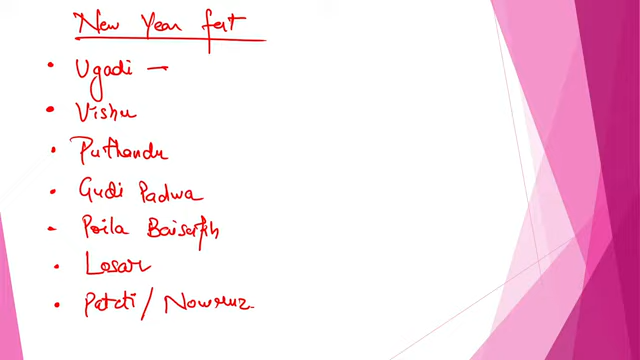 New Year fest
• Ugadi —
• Vishu
• Puthandu
• Gudi Padwa
• Poila Baisakh
• Losar
• Pateti / Nowruz